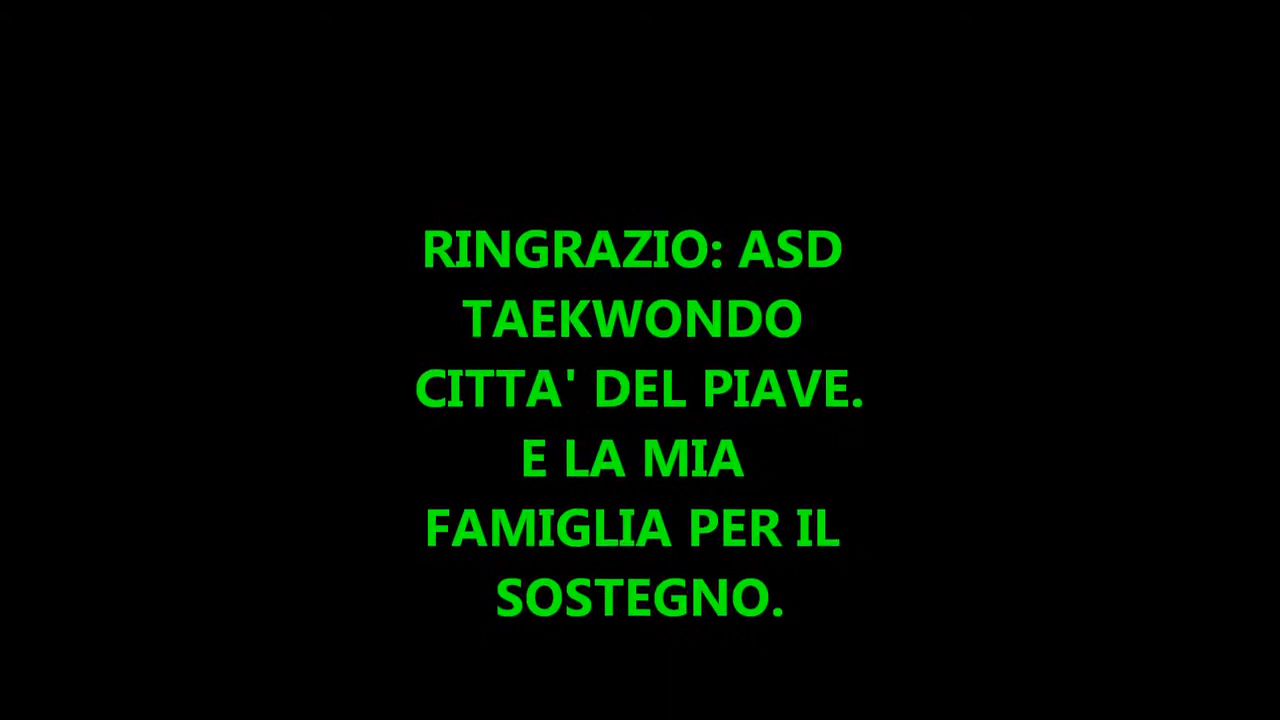 RINGRAZIO: ASD
TAEKWONDO
CITTA' DEL PIAVE.
E LA MIA
FAMIGLIA PER IL
SOSTEGNO.